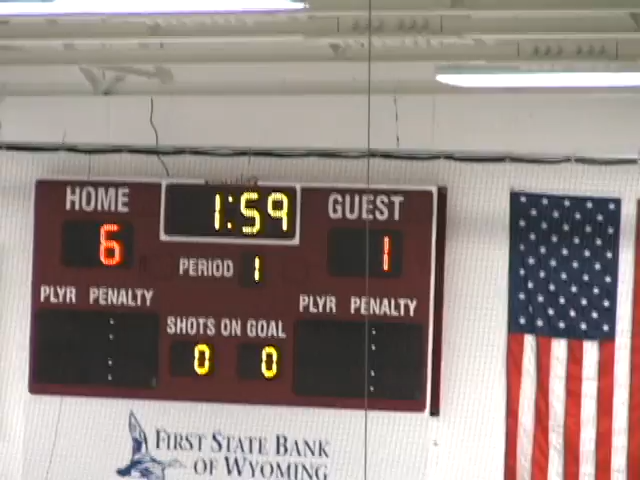 HOME 1:59 GUEST
6 PERIOD 1 1
PLYR PENALTY PLYR PENALTY
SHOTS ON GOAL
0 0
FIRST STATE BANK
OF WYOMING